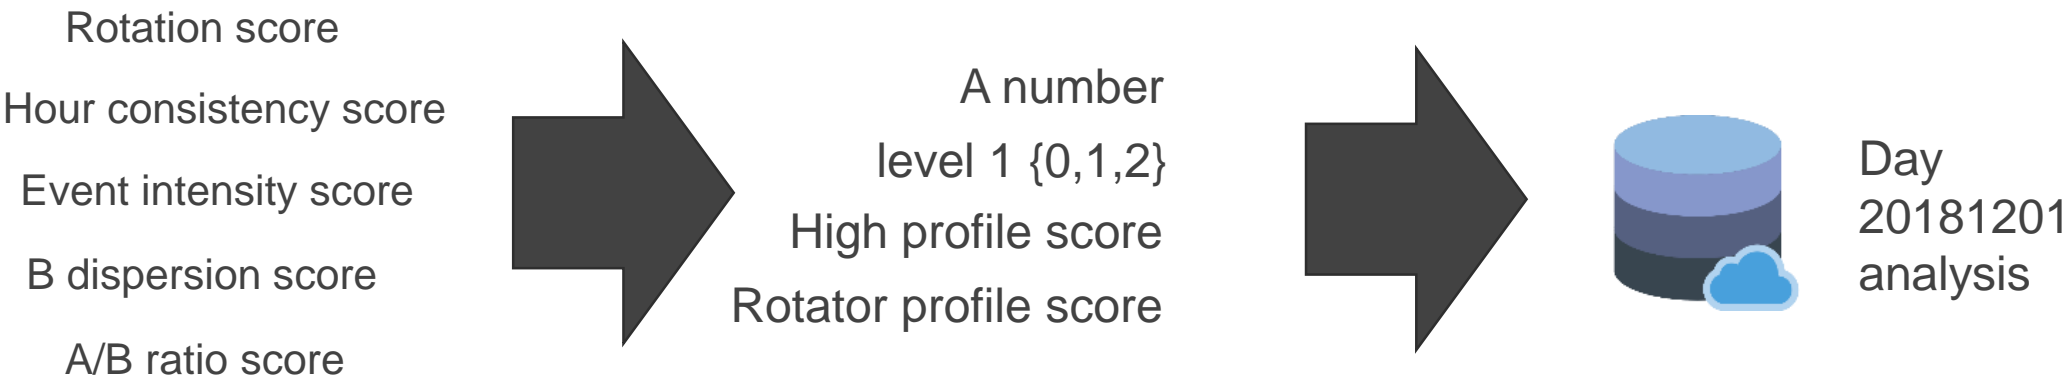 Rotation score
Hour consistency score
Event intensity score
B dispersion score
A/B ratio score
A number
level 1 {0,1,2}
High profile score
Rotator profile score
Day
20181201
analysis